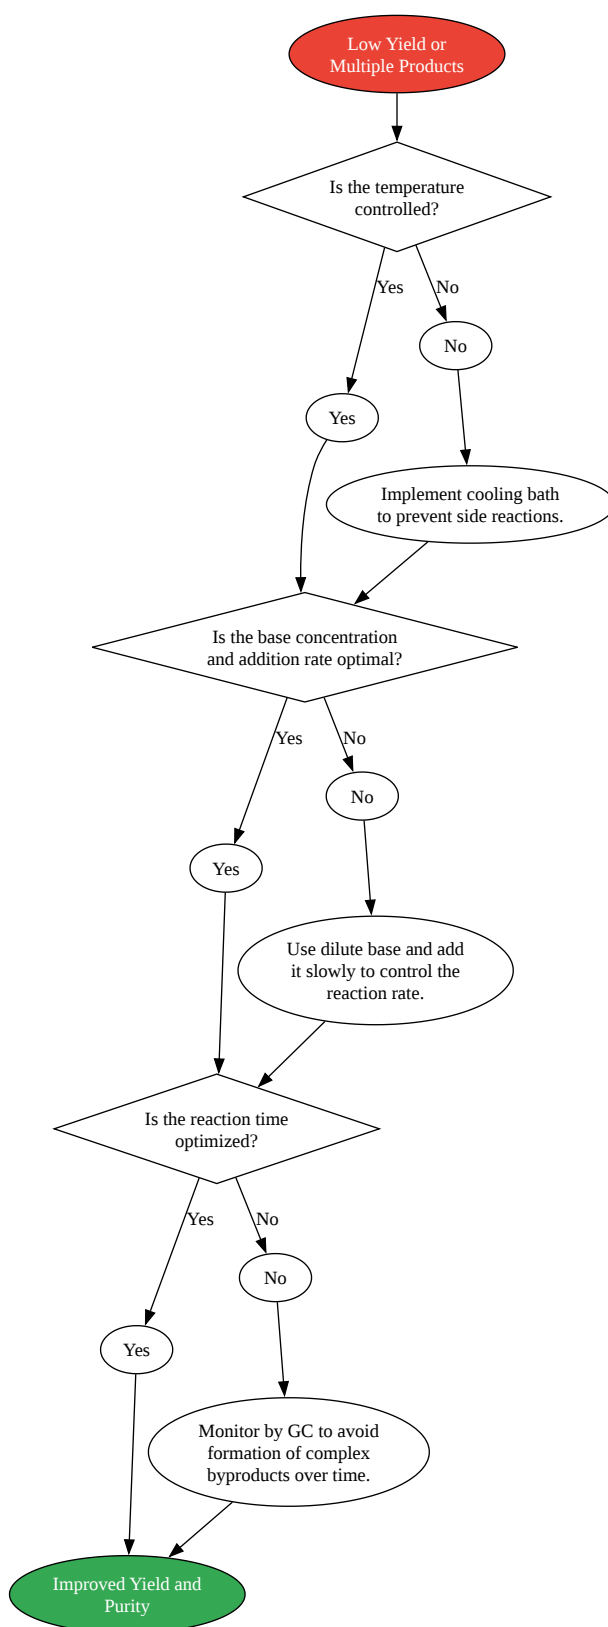 Low Yield or
Multiple Products
Is the temperature
controlled?
Yes
No
No
Yes
Implement cooling bath
to prevent side reactions.
Is the base concentration
and addition rate optimal?
Yes
No
No
Yes
Use dilute base and add
it slowly to control the
reaction rate.
Is the reaction time
optimized?
Yes
No
No
Yes
Monitor by GC to avoid
formation of complex
byproducts over time.
Improved Yield and
Purity